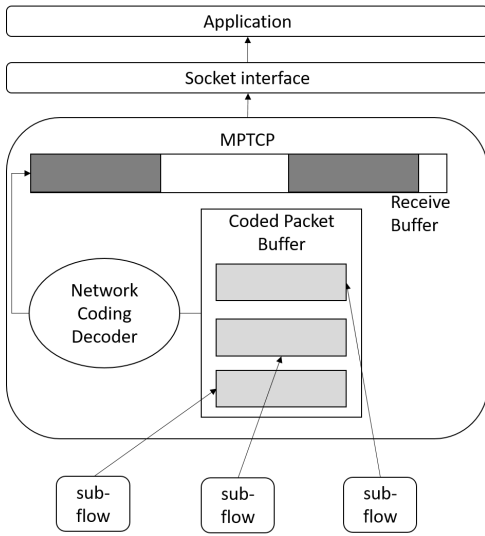 Application
Socket interface
MPTCP
Receive
Buffer
Coded Packet
Buffer
Network
Coding
Decoder
sub-
flow
sub-
flow
sub-
flow